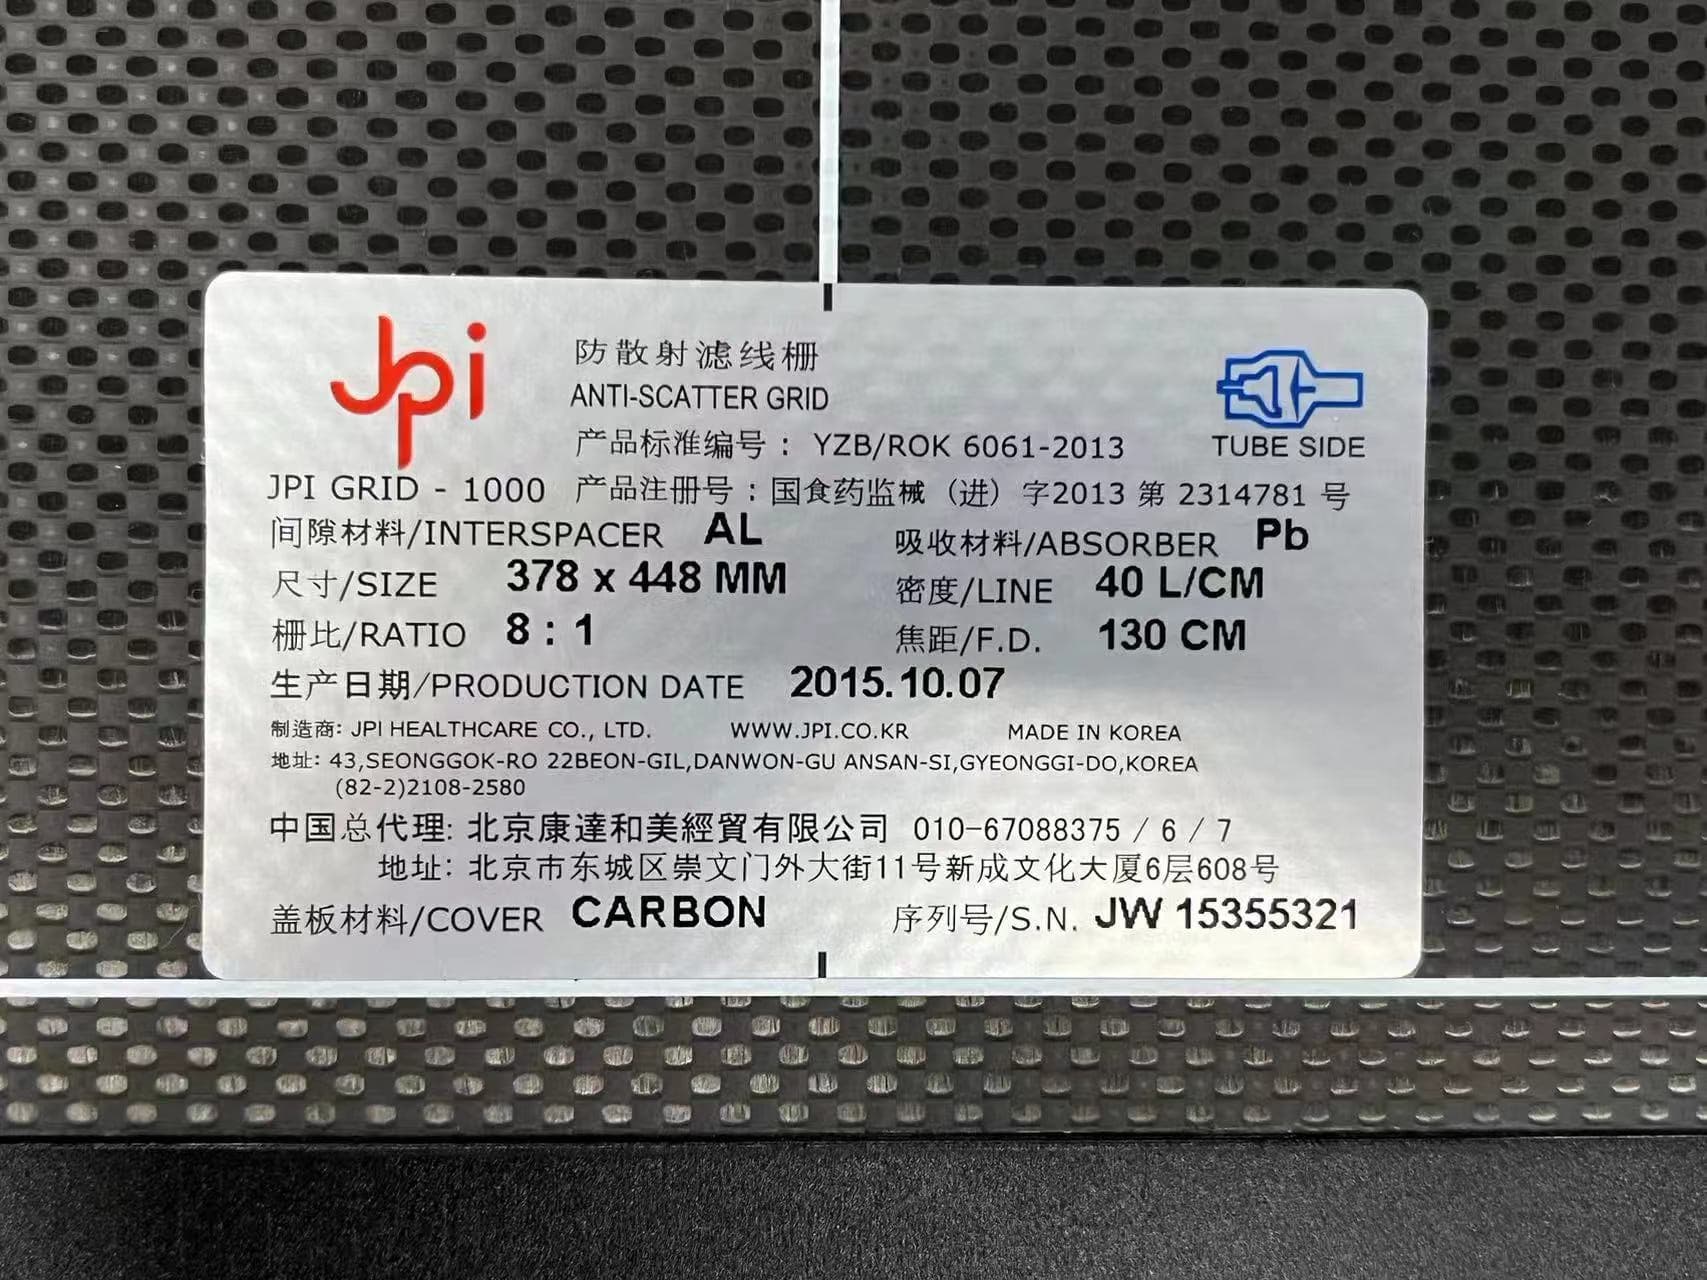 Jpi
防散射滤线栅
ANTI-SCATTER GRID
TUBE SIDE
产品标准编号： YZB/ROK 6061-2013
JPI GRID - 1000 产品注册号：国食药监械（进）字2013 第 2314781 号
间隙材料/INTERSPACER AL 吸收材料/ABSORBER Pb
尺寸/SIZE 378 x 448 MM 密度/LINE 40 L/CM
栅比/RATIO 8 : 1 焦距/F.D. 130 CM
生产日期/PRODUCTION DATE 2015.10.07
制造商: JPI HEALTHCARE CO., LTD. WWW.JPI.CO.KR MADE IN KOREA
地址: 43,SEONGGOK-RO 22BEON-GIL,DANWON-GU ANSAN-SI,GYEONGGI-DO,KOREA
(82-2)2108-2580
中国总代理: 北京康達和美經貿有限公司 010-67088375 / 6 / 7
地址: 北京市东城区崇文门外大街11号新成文化大厦6层608号
盖板材料/COVER CARBON 序列号/S.N. JW 15355321